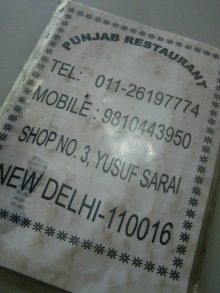 PUNJAB RESTAURANT
TEL: 011-26197774
MOBILE : 9810443950
SHOP NO. 3, YUSUF SARAI
NEW DELHI-110016